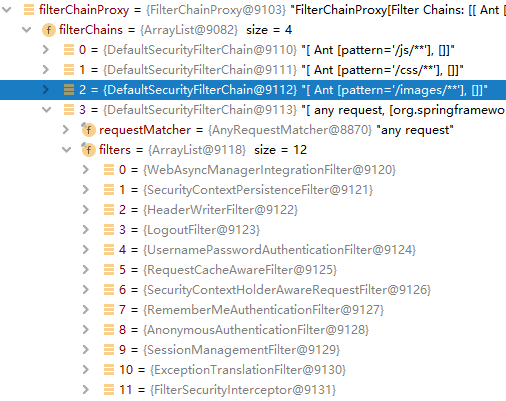 filterChainProxy = {FilterChainProxy@9103} "FilterChainProxy[Filter Chains: [[ Ant [
filterChains = {ArrayList@9082} size = 4
0 = {DefaultSecurityFilterChain@9110} "[ Ant [pattern='/js/**'], []]"
1 = {DefaultSecurityFilterChain@9111} "[ Ant [pattern='/css/**'], []]"
2 = {DefaultSecurityFilterChain@9112} "[ Ant [pattern='/images/**'], []]"
3 = {DefaultSecurityFilterChain@9113} "[ any request, [org.springframewo
requestMatcher = {AnyRequestMatcher@8870} "any request"
filters = {ArrayList@9118} size = 12
0 = {WebAsyncManagerIntegrationFilter@9120}
1 = {SecurityContextPersistenceFilter@9121}
2 = {HeaderWriterFilter@9122}
3 = {LogoutFilter@9123}
4 = {UsernamePasswordAuthenticationFilter@9124}
5 = {RequestCacheAwareFilter@9125}
6 = {SecurityContextHolderAwareRequestFilter@9126}
7 = {RememberMeAuthenticationFilter@9127}
8 = {AnonymousAuthenticationFilter@9128}
9 = {SessionManagementFilter@9129}
10 = {ExceptionTranslationFilter@9130}
11 = {FilterSecurityInterceptor@9131}